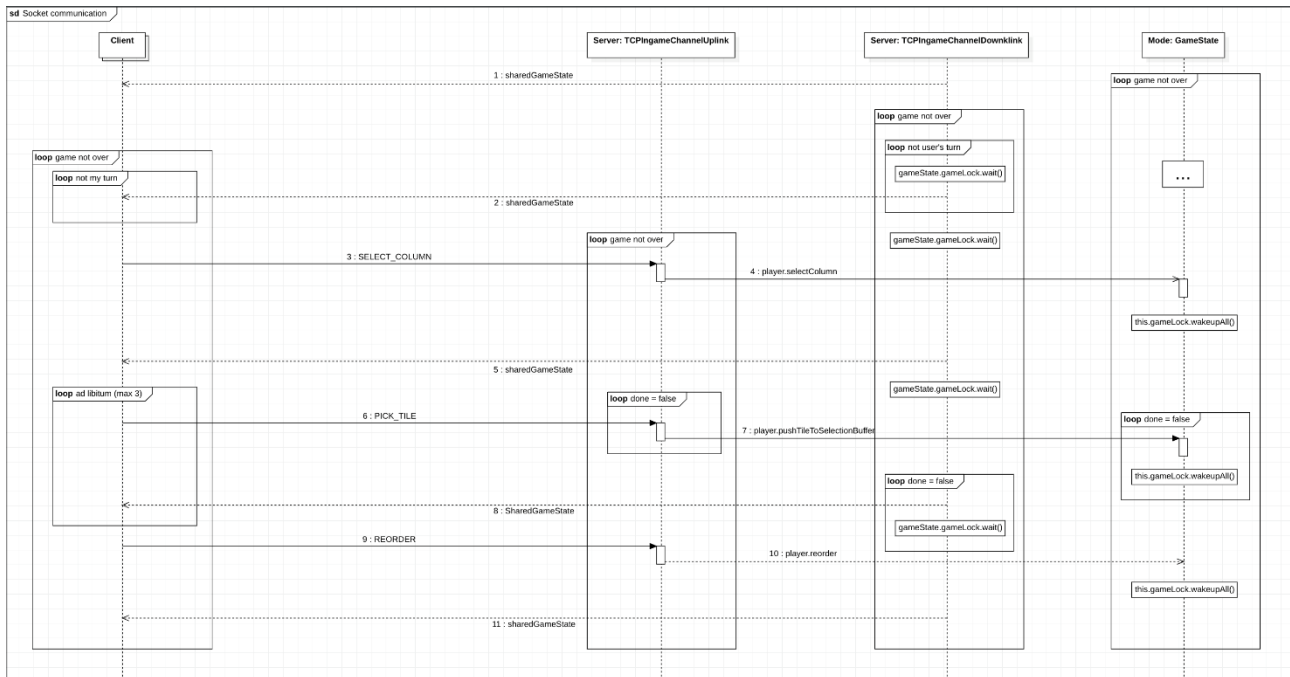 sd Socket communication
Client
Server: TCPIngameChannelUplink
Server: TCPIngameChannelDownklink
Mode: GameState
1 : sharedGameState
loop game not over
loop game not over
loop not user's turn
loop game not over
gameState.gameLock.wait()
loop not my turn
...
2 : sharedGameState
loop game not over
gameState.gameLock.wait()
3 : SELECT_COLUMN
4 : player.selectColumn
this.gameLock.wakeupAll()
5 : sharedGameState
loop ad libitum (max 3)
gameState.gameLock.wait()
loop done = false
6 : PICK_TILE
loop done = false
7 : player.pushTileToSelectionBuffer
this.gameLock.wakeupAll()
loop done = false
8 : SharedGameState
gameState.gameLock.wait()
9 : REORDER
10 : player.reorder
this.gameLock.wakeupAll()
11 : sharedGameState